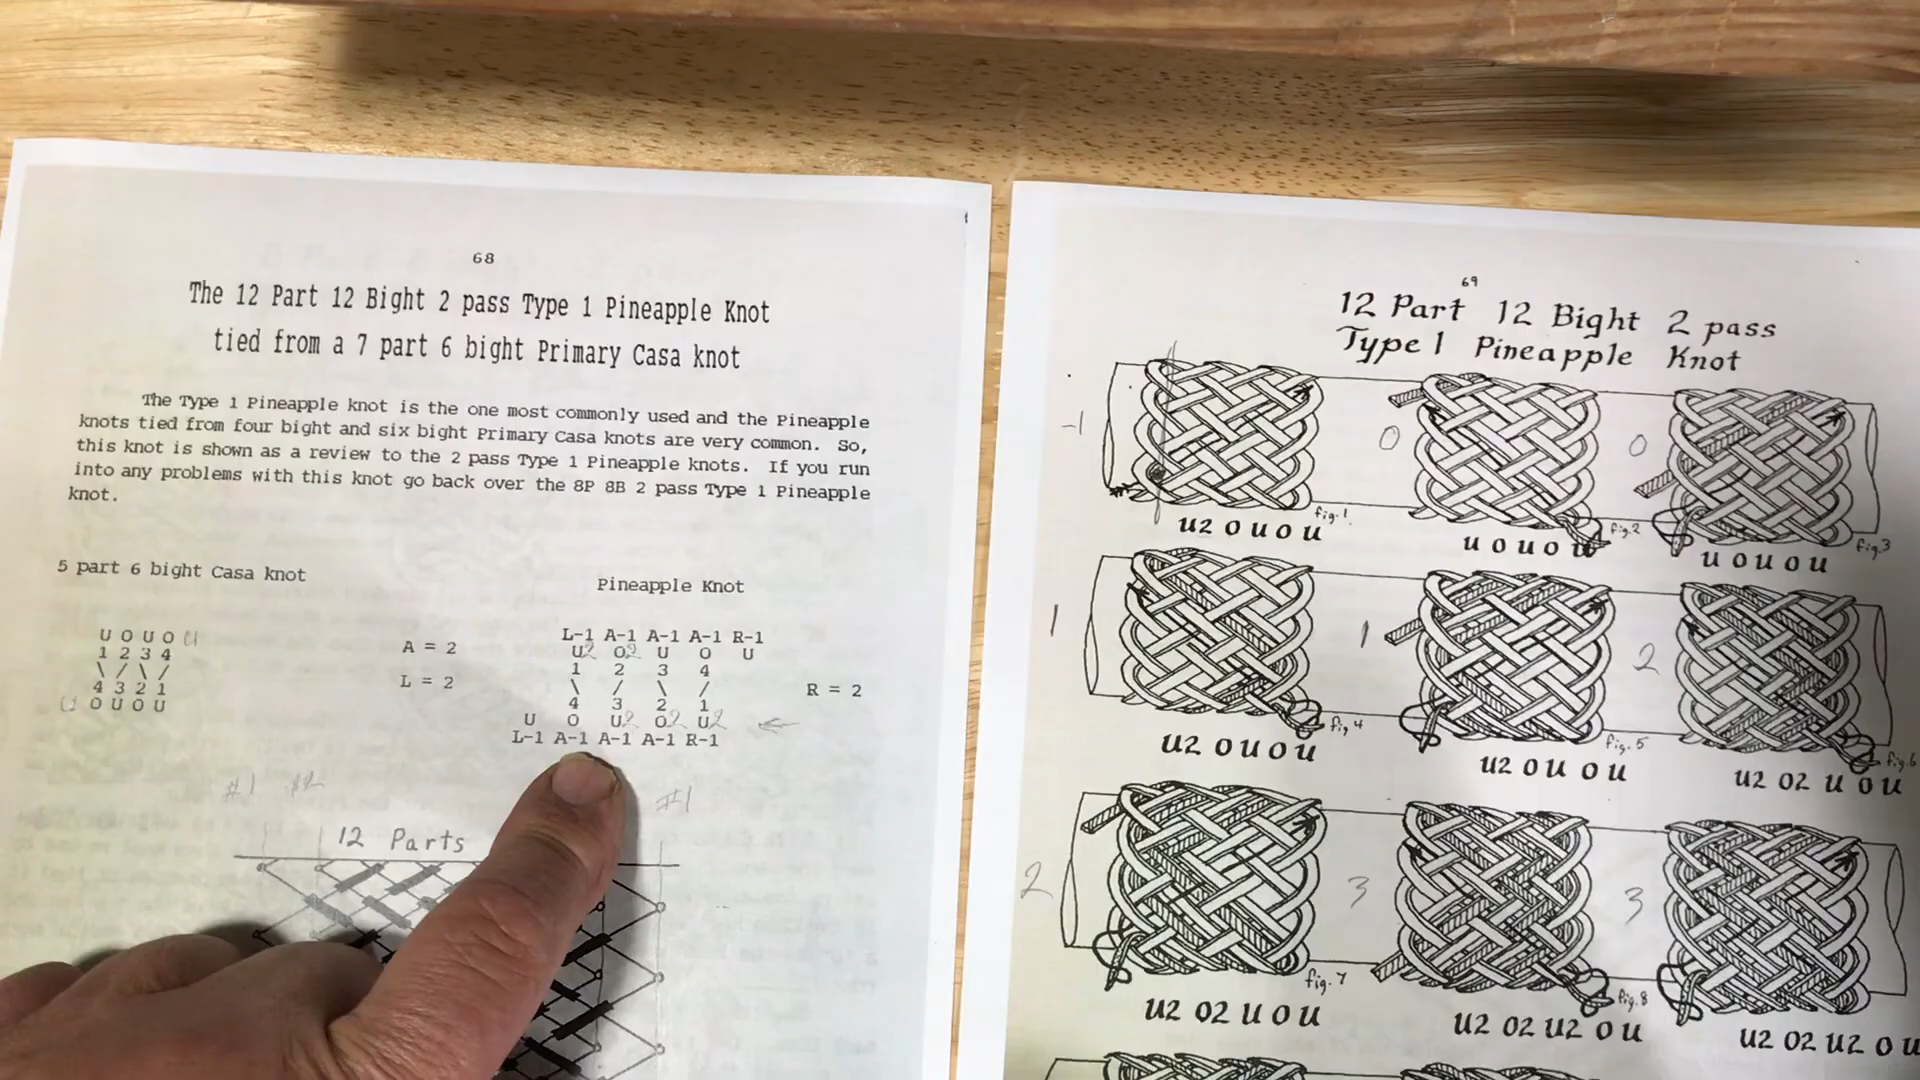 68
The 12 Part 12 Bight 2 pass Type 1 Pineapple Knot
tied from a 7 part 6 bight Primary Casa knot
The Type 1 Pineapple knot is the one most commonly used and the Pineapple
knots tied from four bight and six bight Primary Casa knots are very common. So,
this knot is shown as a review to the 2 pass Type 1 Pineapple knots. If you run
into any problems with this knot go back over the 8P 8B 2 pass Type 1 Pineapple
knot.
5 part 6 bight Casa knot
U O U O U
1 2 3 4
\ / \ /
4 3 2 1
U O U O U
A = 2
L = 2
Pineapple Knot
L-1 A-1 A-1 A-1 R-1
U2 O2 U O U
1 2 3 4
\ / \ /
4 3 2 1
U O U2 O2 U2
L-1 A-1 A-1 A-1 R-1
R = 2
#1 #2 #1
12 Parts
69
12 Part 12 Bight 2 pass
Type 1 Pineapple Knot
-1 0 0
fig.1. fig.2 fig.3
U2 O U O U
U O U O U
U O U O U
1 1 2
fig.4 fig.5 fig.6
U2 O U O U
U2 O U O U
U2 O2 U O U
2 3 3
fig.7 fig.8
U2 O2 U O U
U2 O2 U2 O U
U2 O2 U2 O U